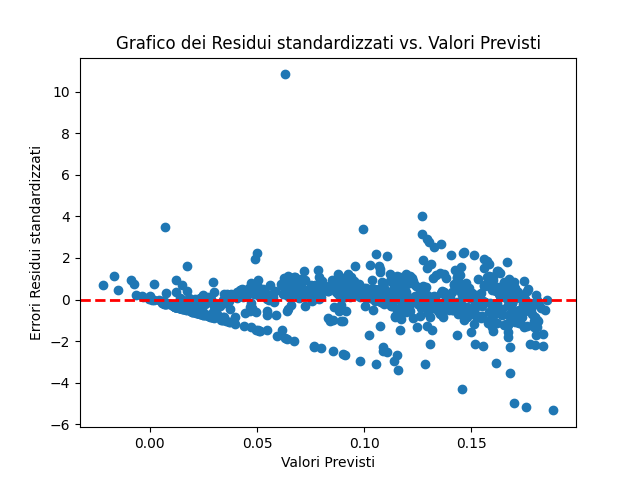 Grafico dei Residui standardizzati vs. Valori Previsti
10
8
6
4
2
0
−2
−4
−6
Errori Residui standardizzati
0.00 0.05 0.10 0.15
Valori Previsti